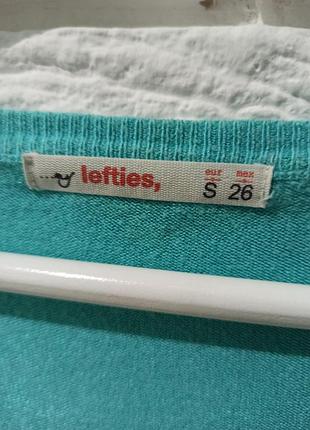 lefties,
eur mex
S 26